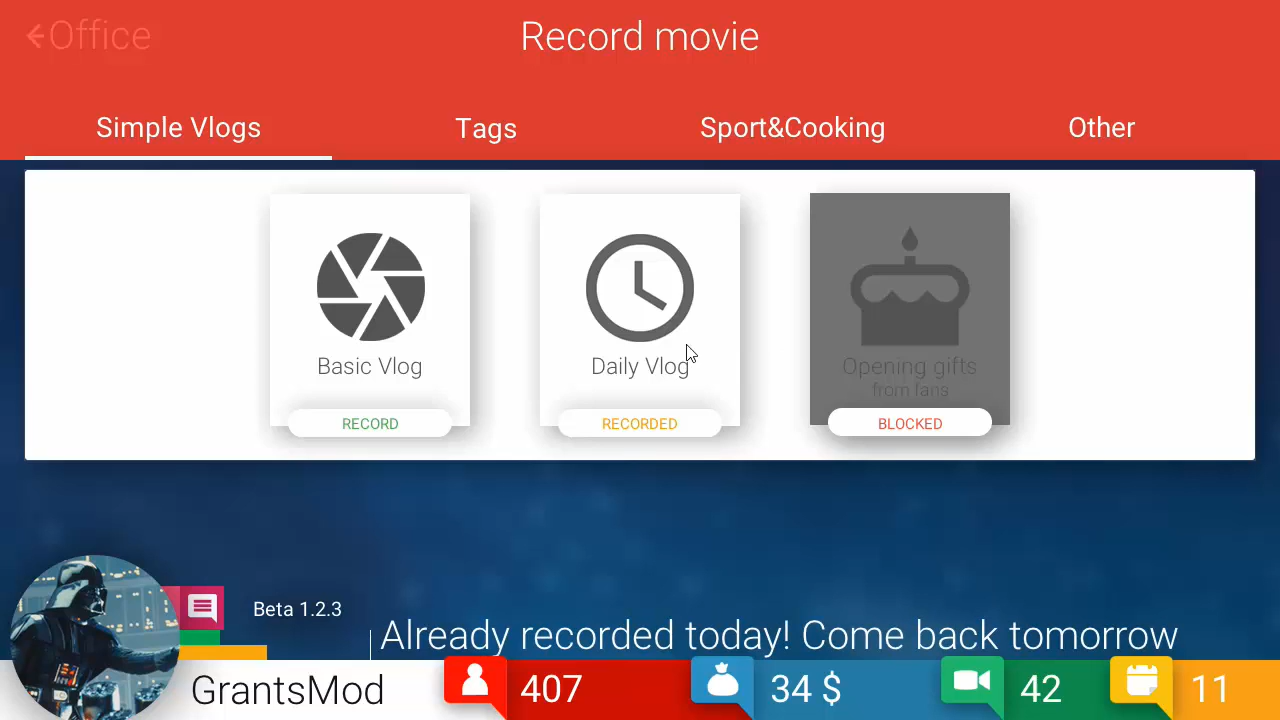 Office
Record movie
Simple Vlogs
Tags
Sport&Cooking
Other
Basic Vlog
RECORD
Daily Vlog
RECORDED
Opening gifts
from fans
BLOCKED
Beta 1.2.3
Already recorded today! Come back tomorrow
GrantsMod
407
34 $
42
11